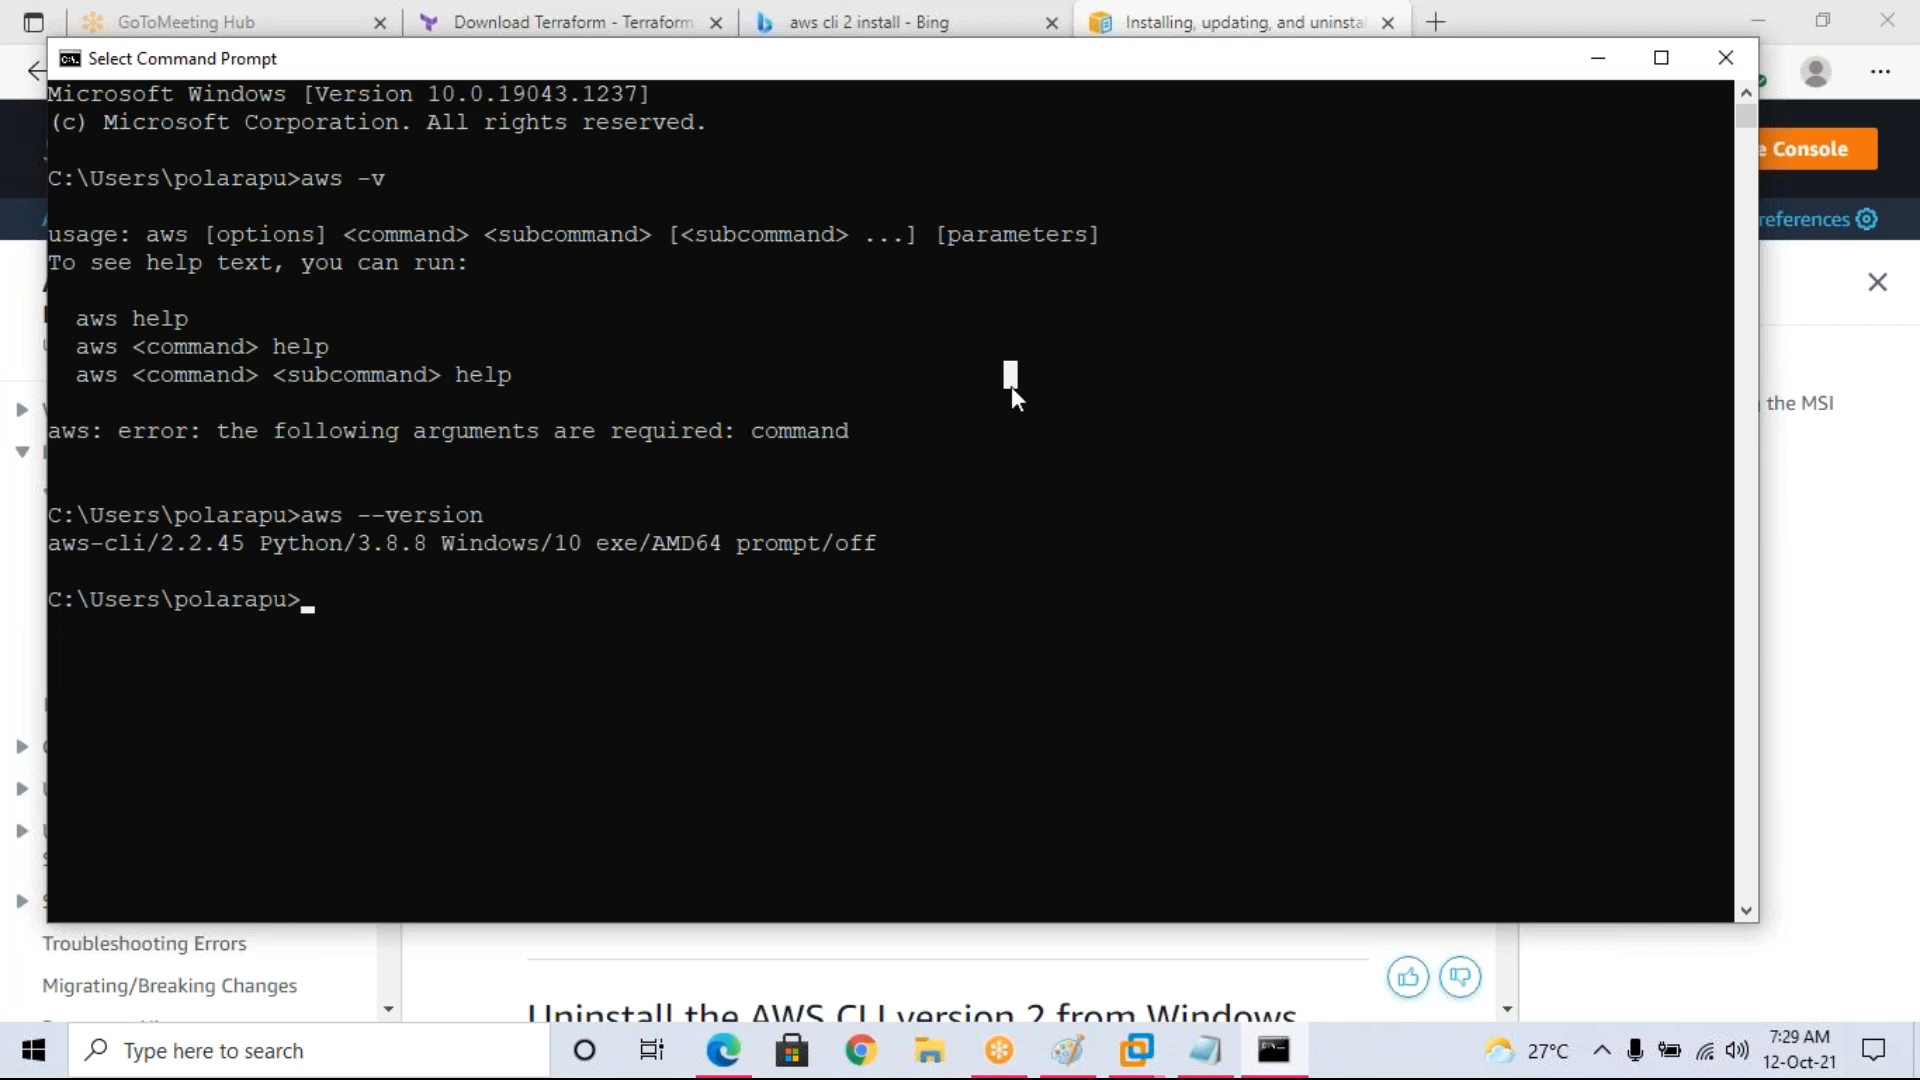 GoToMeeting Hub
Download Terraform - Terraform
aws cli 2 install - Bing
Installing, updating, and uninsta
Select Command Prompt
Microsoft Windows [Version 10.0.19043.1237]
(c) Microsoft Corporation. All rights reserved.
Console
C:\Users\polarapu>aws -v
references
usage: aws [options] <command> <subcommand> [<subcommand> ...] [parameters]
To see help text, you can run:
aws help
aws <command> help
aws <command> <subcommand> help
the MSI
aws: error: the following arguments are required: command
C:\Users\polarapu>aws --version
aws-cli/2.2.45 Python/3.8.8 Windows/10 exe/AMD64 prompt/off
C:\Users\polarapu>
Troubleshooting Errors
Migrating/Breaking Changes
Uninstall the AWS CLI version 2 from Windows
Type here to search
27°C
7:29 AM
12-Oct-21